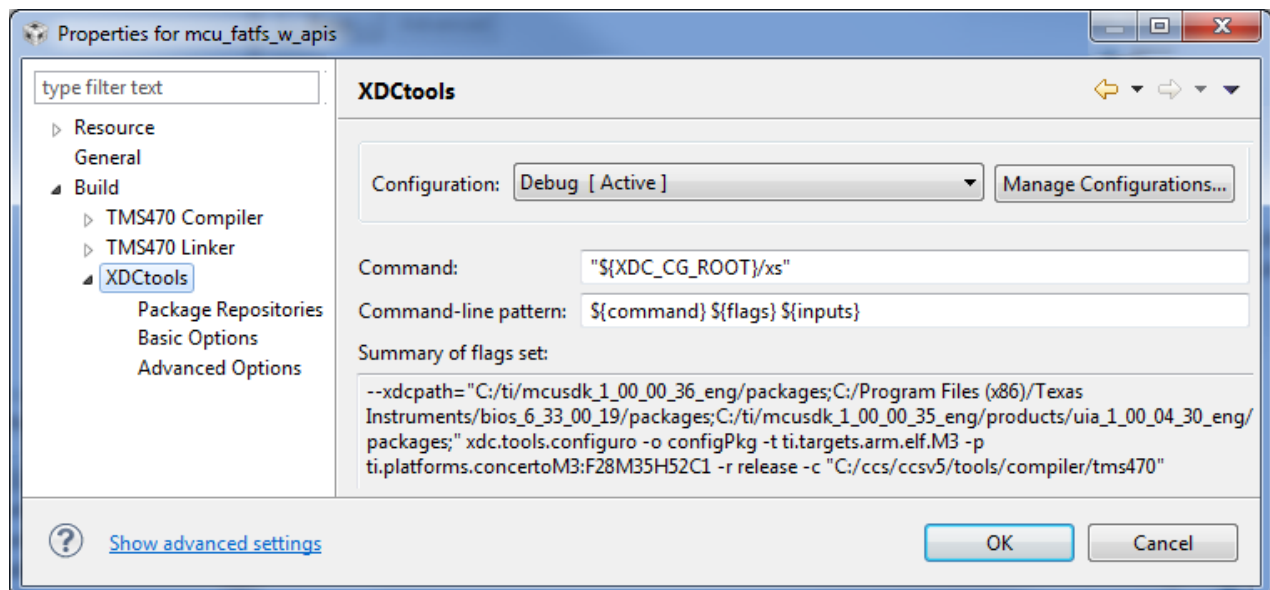 Properties for mcu_fatfs_w_apis
type filter text
Resource
General
Build
TMS470 Compiler
TMS470 Linker
XDCtools
Package Repositories
Basic Options
Advanced Options
XDCtools
Configuration: Debug [ Active ] Manage Configurations...
Command: "${XDC_CG_ROOT}/xs"
Command-line pattern: ${command} ${flags} ${inputs}
Summary of flags set:
--xdcpath="C:/ti/mcusdk_1_00_00_36_eng/packages;C:/Program Files (x86)/Texas
Instruments/bios_6_33_00_19/packages;C:/ti/mcusdk_1_00_00_35_eng/products/uia_1_00_04_30_eng/
packages;" xdc.tools.configuro -o configPkg -t ti.targets.arm.elf.M3 -p
ti.platforms.concertoM3:F28M35H52C1 -r release -c "C:/ccs/ccsv5/tools/compiler/tms470"
Show advanced settings
OK Cancel